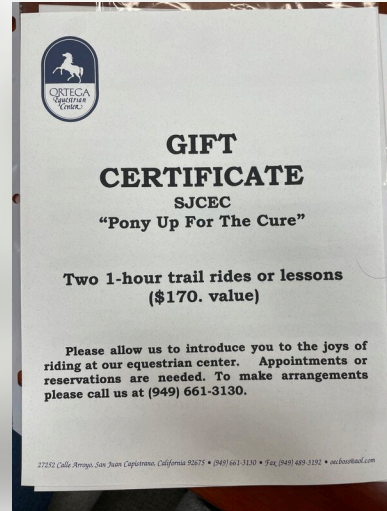 ORTEGA
Equestrian
Center
GIFT
CERTIFICATE
SJCEC
“Pony Up For The Cure”
Two 1-hour trail rides or lessons
($170. value)
Please allow us to introduce you to the joys of
riding at our equestrian center. Appointments or
reservations are needed. To make arrangements
please call us at (949) 661-3130.
27252 Calle Arroyo, San Juan Capistrano, California 92675 • (949) 661-3130 • Fax (949) 489-3192 • oecboss@aol.com